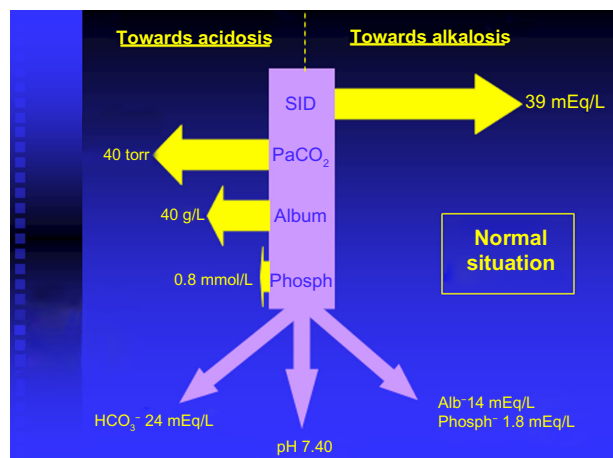 Towards acidosis
Towards alkalosis
SID
39 mEq/L
40 torr
PaCO₂
40 g/L
Album
Normal
situation
0.8 mmol/L
Phosph
HCO₃⁻ 24 mEq/L
Alb⁻14 mEq/L
Phosph⁻ 1.8 mEq/L
pH 7.40